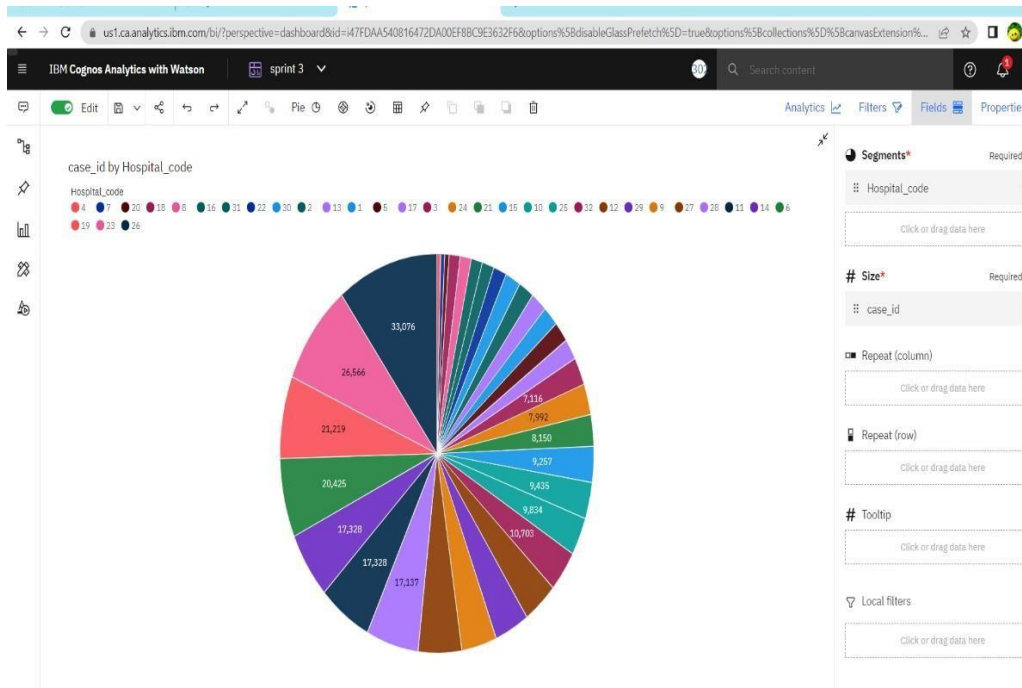 us1.ca.analytics.ibm.com/bi/?perspective=dashboard&id=i47FDAA540816472DA00EF8BC9E3632F6&options%5BdisableGlassPrefetch%5D=true&options%5Bcollections%5D%5BcanvasExtension%...
IBM Cognos Analytics with Watson sprint 3 Search content 1
Edit Pie Analytics Filters Fields Propertie
case_id by Hospital_code
Hospital_code
4 7 20 18 8 16 31 22 30 2 13 1 5 17 3 24 21 15 10 25 32 12 29 9 27 28 11 14 6
19 23 26
33,076
26,566
21,219
20,425
17,328
17,328
17,137
7,116
7,992
8,150
9,257
9,435
9,834
10,703
Segments* Required
Hospital_code
Click or drag data here
# Size* Required
case_id
Repeat (column)
Click or drag data here
Repeat (row)
Click or drag data here
# Tooltip
Click or drag data here
Local filters
Click or drag data here